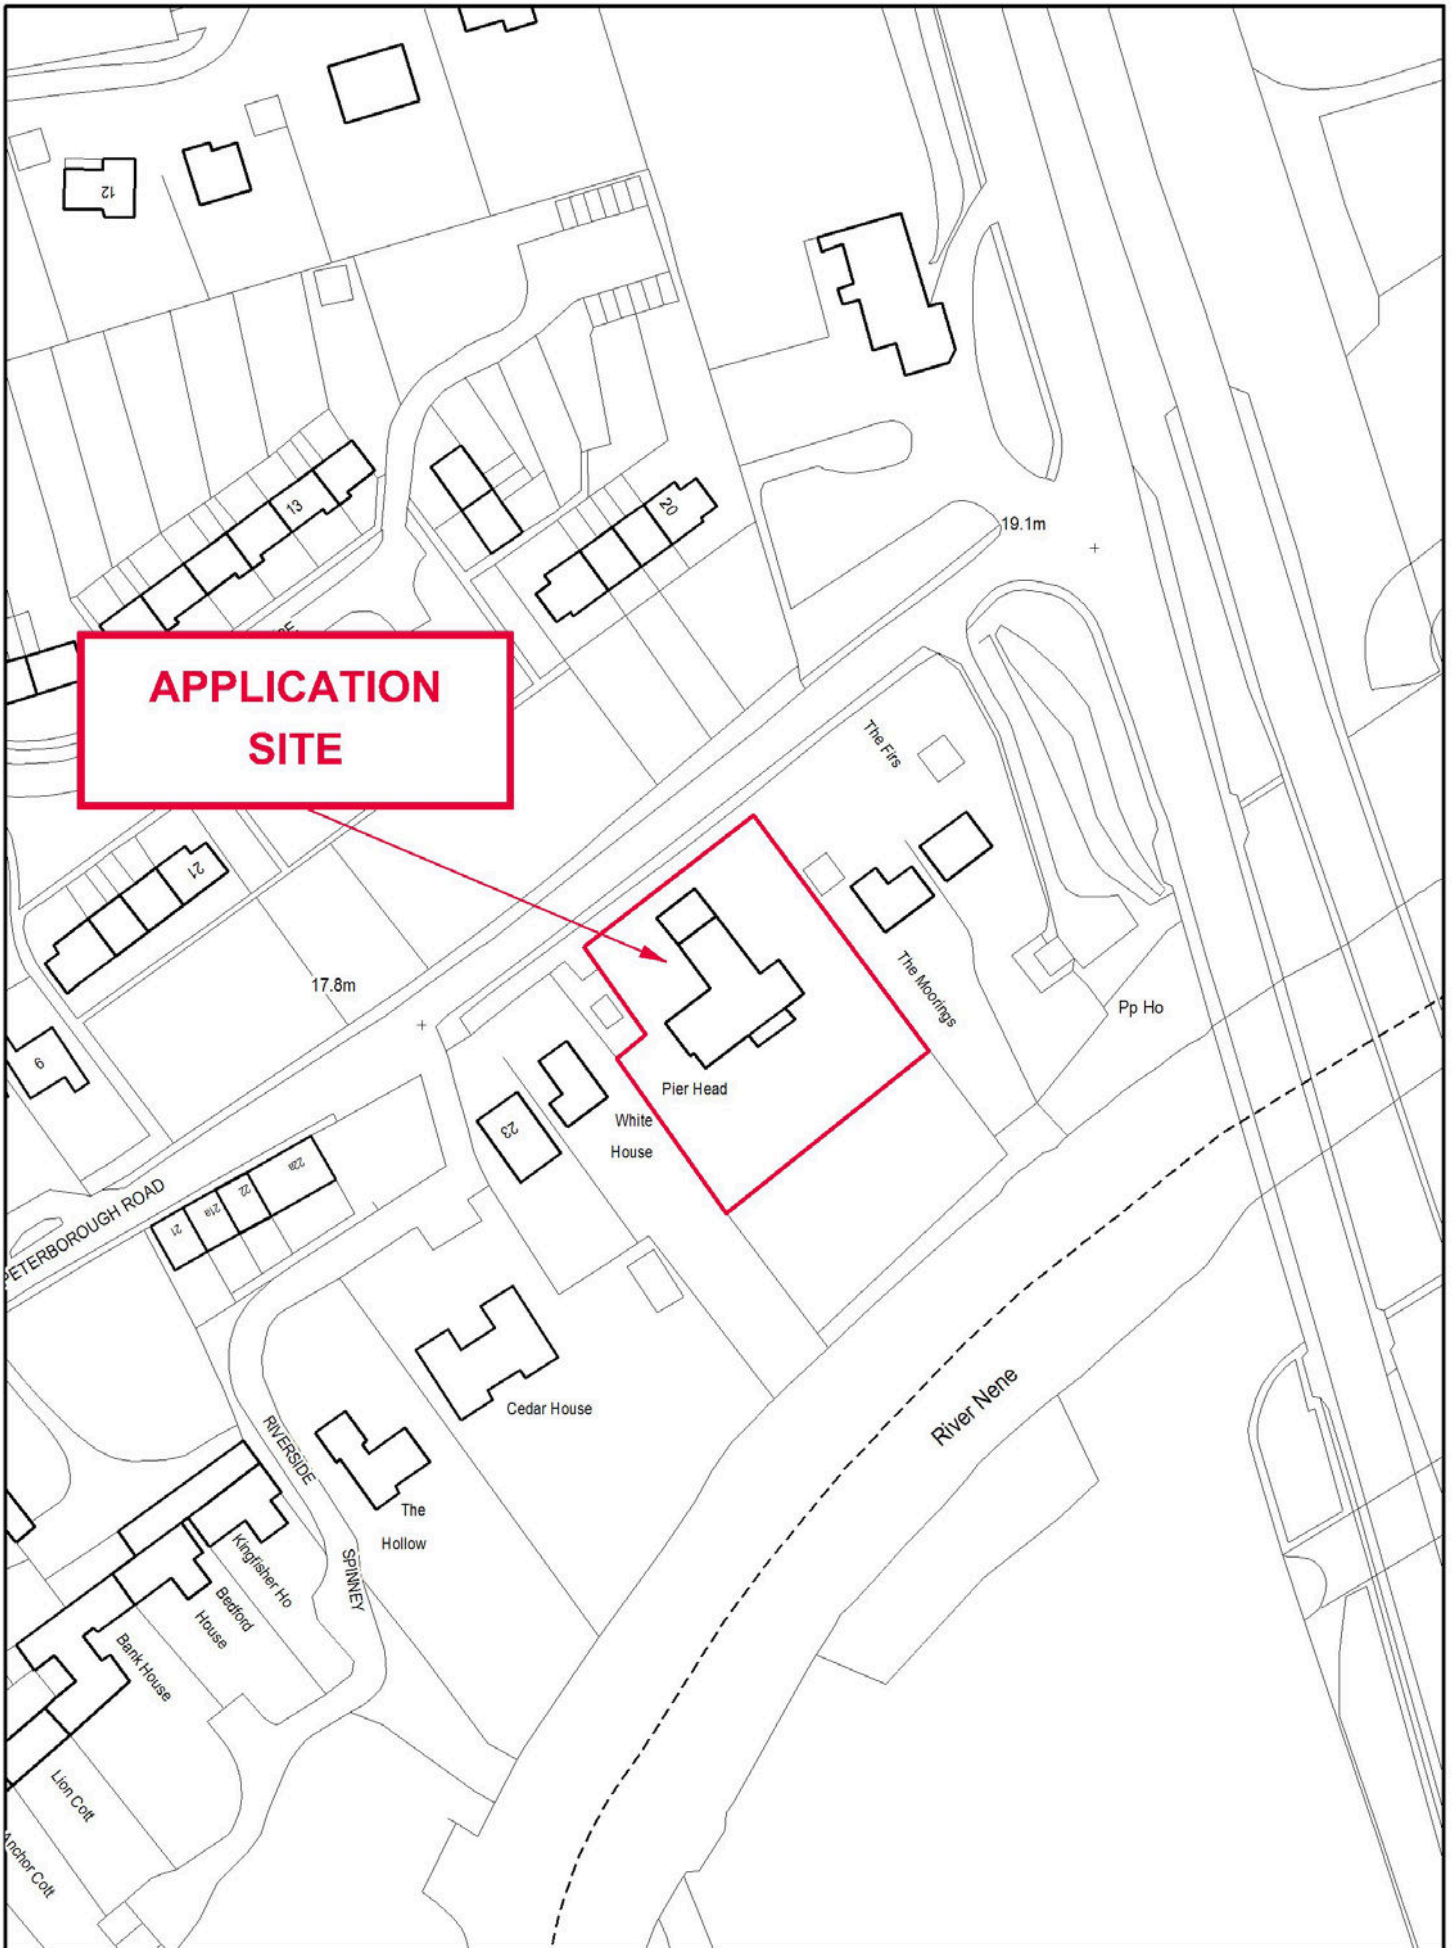 12
13
20
19.1m
APPLICATION
SITE
The Firs
21
17.8m
The Moorings
Pp Ho
9
Pier Head
White
House
23
22a
22
21a
21
PETERBOROUGH ROAD
River Nene
Cedar House
RIVERSIDE
SPINNEY
The
Hollow
Kingfisher Ho
Bedford
House
Bank House
Lion Cott
Anchor Cott